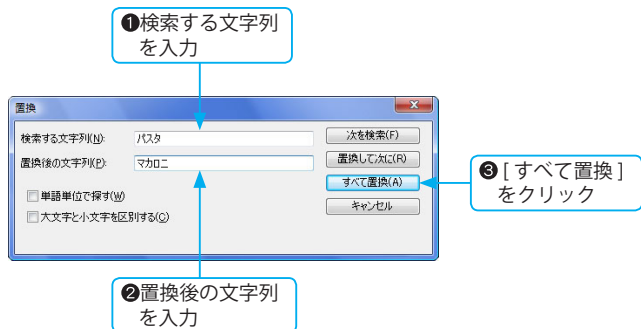 ❶検索する文字列
を入力
置換
検索する文字列(N):
パスタ
次を検索(F)
置換後の文字列(P):
マカロニ
置換して次に(R)
すべて置換(A)
❸[すべて置換]
をクリック
単語単位で探す(W)
キャンセル
大文字と小文字を区別する(C)
❷置換後の文字列
を入力